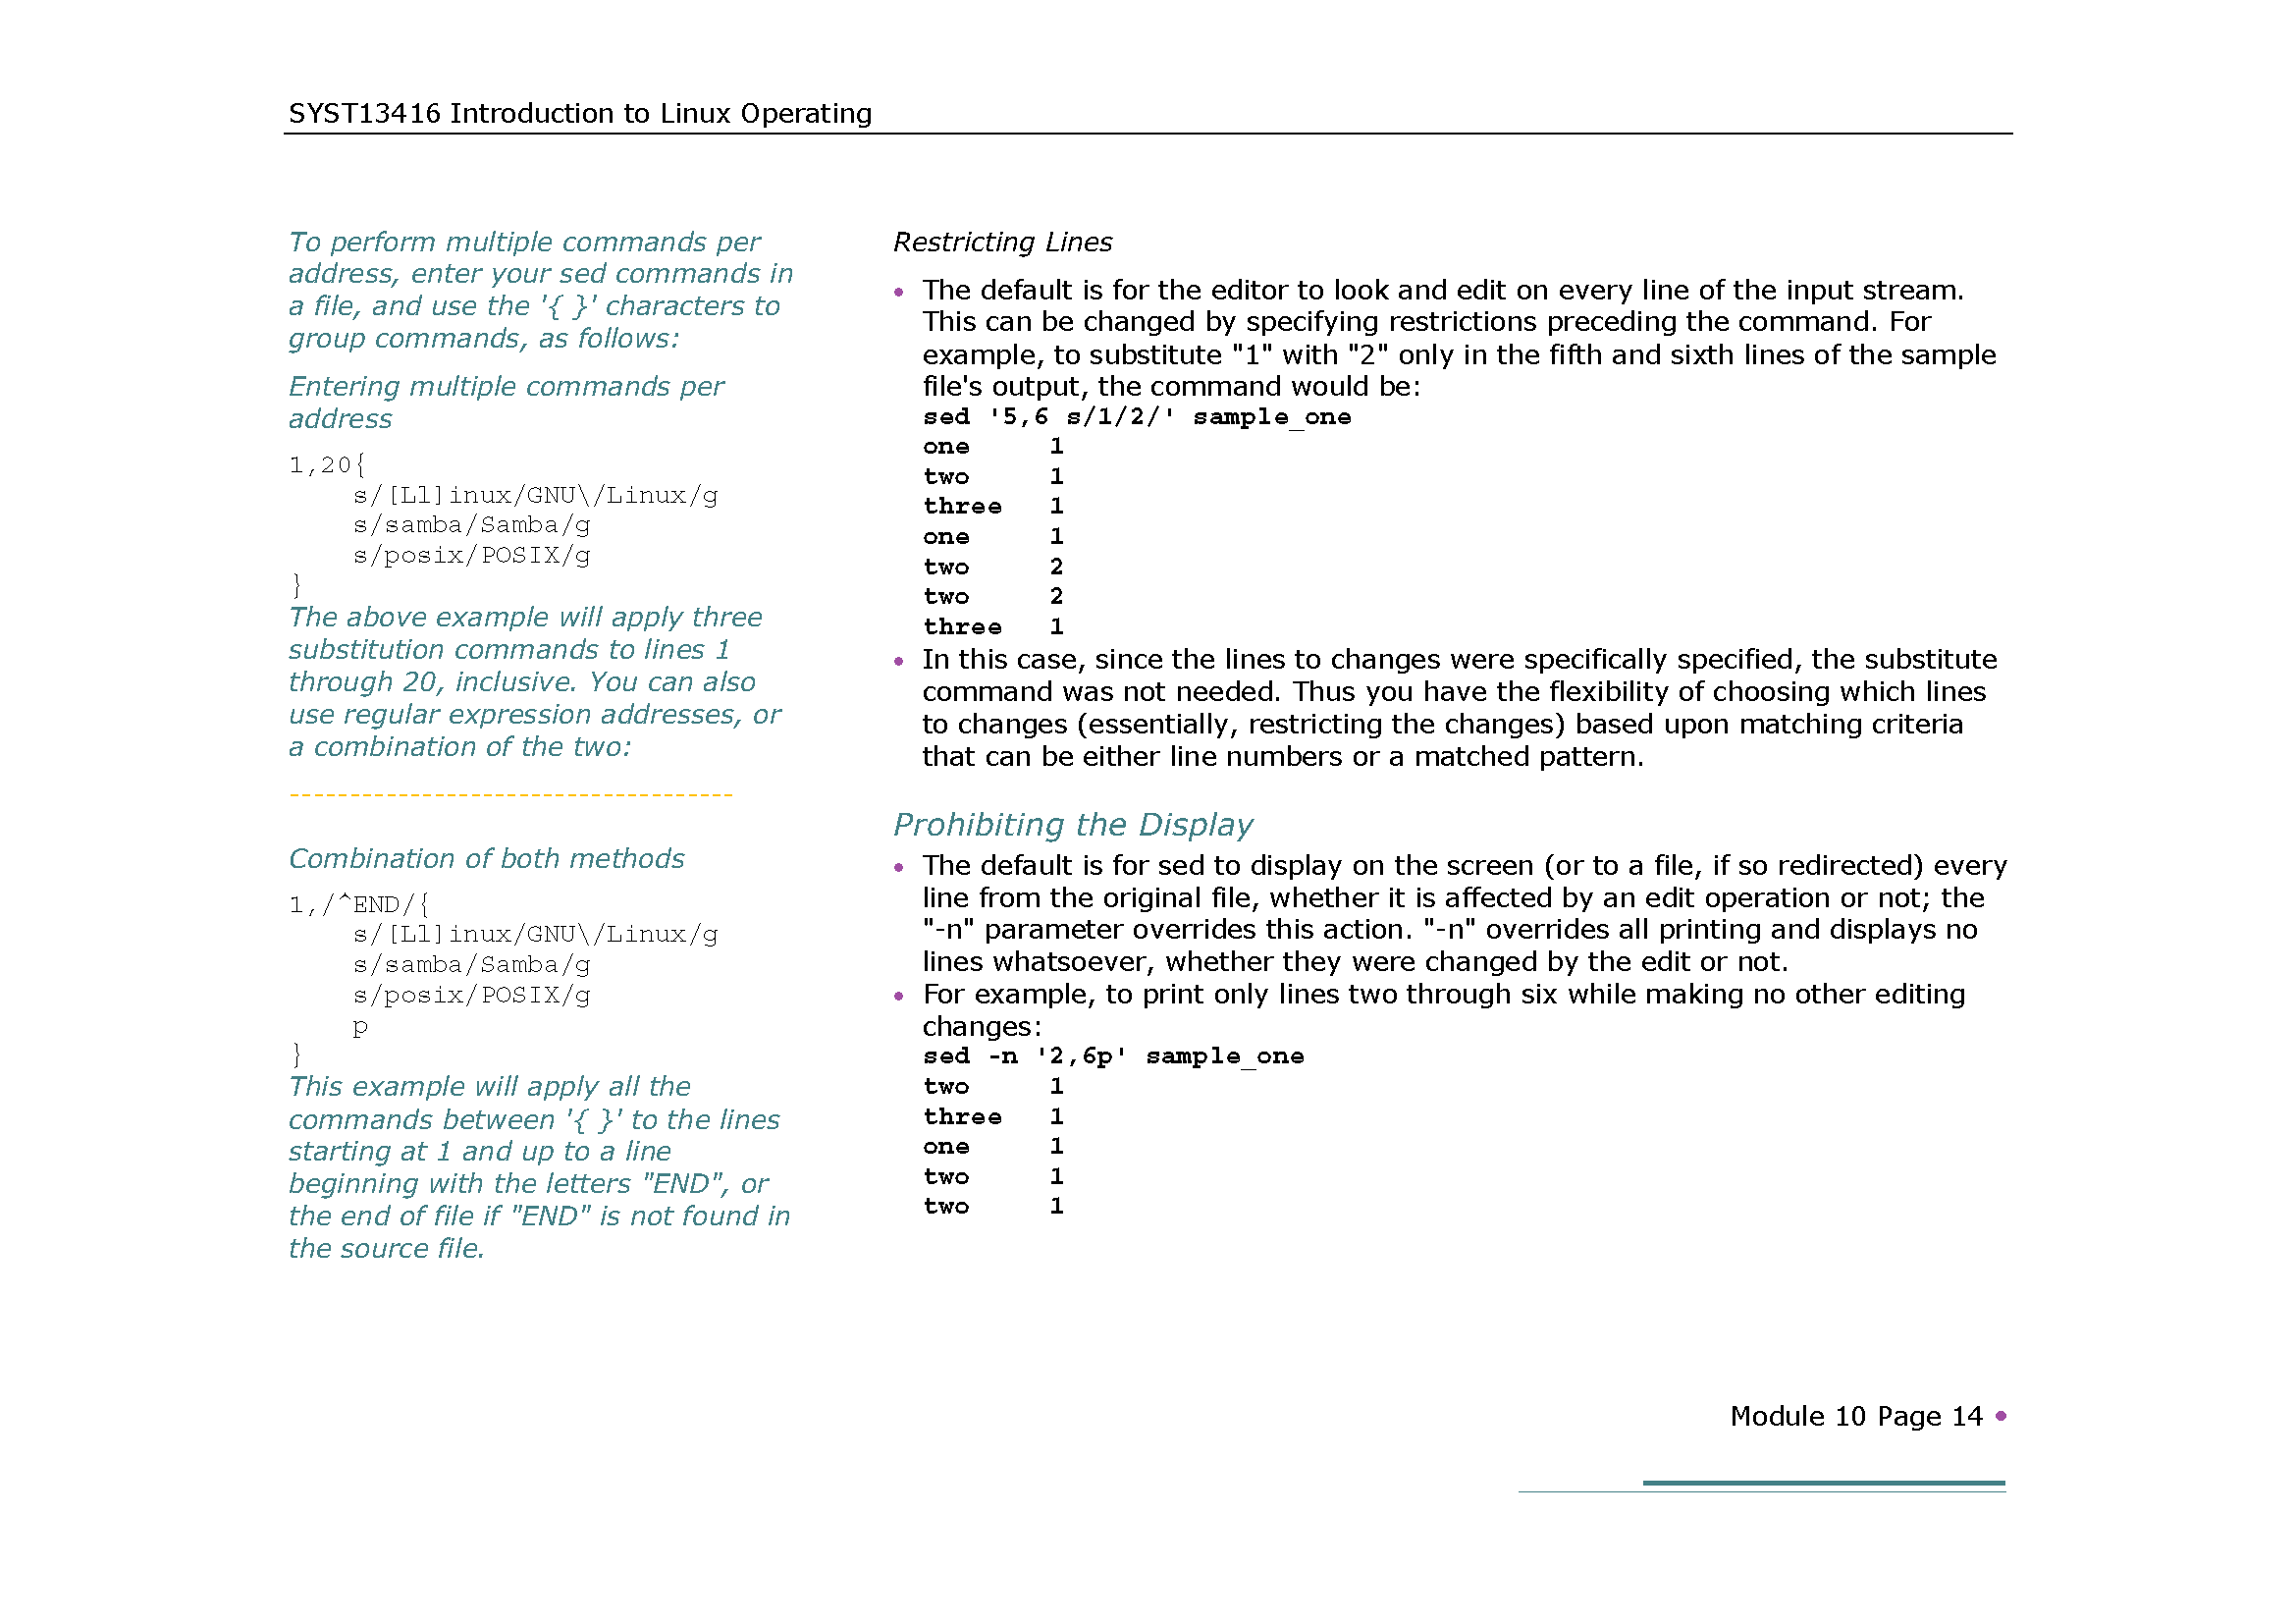 SYST13416 Introduction to Linux Operating
To perform multiple commands per
address, enter your sed commands in
a file, and use the '{ }' characters to
group commands, as follows:
Entering multiple commands per
address
1,20{
    s/[Ll]inux/GNU\/Linux/g
    s/samba/Samba/g
    s/posix/POSIX/g
}
The above example will apply three
substitution commands to lines 1
through 20, inclusive. You can also
use regular expression addresses, or
a combination of the two:
-------------------------------------
Combination of both methods
1,/^END/{
    s/[Ll]inux/GNU\/Linux/g
    s/samba/Samba/g
    s/posix/POSIX/g
    p
}
This example will apply all the
commands between '{ }' to the lines
starting at 1 and up to a line
beginning with the letters "END", or
the end of file if "END" is not found in
the source file.
Restricting Lines
• The default is for the editor to look and edit on every line of the input stream.
This can be changed by specifying restrictions preceding the command. For
example, to substitute "1" with "2" only in the fifth and sixth lines of the sample
file's output, the command would be:
sed '5,6 s/1/2/' sample_one
one     1
two     1
three   1
one     1
two     2
two     2
three   1
• In this case, since the lines to changes were specifically specified, the substitute
command was not needed. Thus you have the flexibility of choosing which lines
to changes (essentially, restricting the changes) based upon matching criteria
that can be either line numbers or a matched pattern.
Prohibiting the Display
• The default is for sed to display on the screen (or to a file, if so redirected) every
line from the original file, whether it is affected by an edit operation or not; the
"-n" parameter overrides this action. "-n" overrides all printing and displays no
lines whatsoever, whether they were changed by the edit or not.
• For example, to print only lines two through six while making no other editing
changes:
sed -n '2,6p' sample_one
two     1
three   1
one     1
two     1
two     1
Module 10 Page 14 •